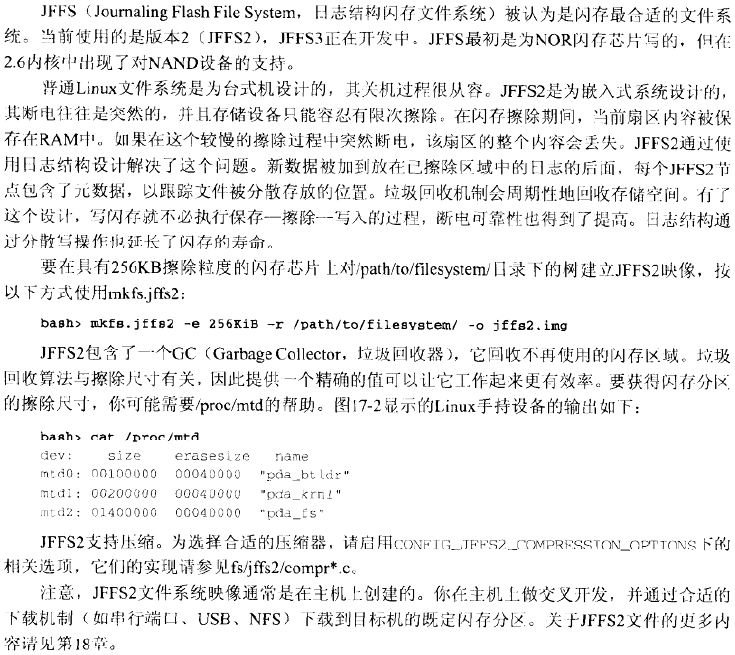 JFFS（Journaling Flash File System，日志结构闪存文件系统）被认为是闪存最合适的文件系
统。当前使用的是版本2（JFFS2），JFFS3正在开发中。JFFS最初是为NOR闪存芯片写的，但在
2.6内核中出现了对NAND设备的支持。
普通Linux文件系统是为台式机设计的，其关机过程很从容。JFFS2是为嵌入式系统设计的，
其断电往往是突然的，并且存储设备只能容忍有限次擦除。在闪存擦除期间，当前扇区内容被保
存在RAM中。如果在这个较慢的擦除过程中突然断电，该扇区的整个内容会丢失。JFFS2通过使
用日志结构设计解决了这个问题。新数据被加到放在已擦除区域中的日志的后面，每个JFFS2节
点包含了元数据，以跟踪文件被分散存放的位置。垃圾回收机制会周期性地回收存储空间。有了
这个设计，写闪存就不必执行保存—擦除—写入的过程，断电可靠性也得到了提高。日志结构通
过分散写操作也延长了闪存的寿命。
要在具有256KB擦除粒度的闪存芯片上对/path/to/filesystem/目录下的树建立JFFS2映像，按
以下方式使用mkfs.jffs2：
bash> mkfs.jffs2 -e 256KiB -r /path/to/filesystem/ -o jffs2.img
JFFS2包含了一个GC（Garbage Collector，垃圾回收器），它回收不再使用的闪存区域。垃圾
回收算法与擦除尺寸有关，因此提供一个精确的值可以让它工作起来更有效率。要获得闪存分区
的擦除尺寸，你可能需要/proc/mtd的帮助。图17-2显示的Linux手持设备的输出如下：
bash> cat /proc/mtd
dev: size erasesize name
mtd0: 00100000 00040000 "pda_btldr"
mtd1: 00200000 00040000 "pda_krnl"
mtd2: 01400000 00040000 "pda_fs"
JFFS2支持压缩。为选择合适的压缩器，请启用CONFIG_JFFS2_COMPRESSION_OPTIONS下的
相关选项，它们的实现请参见fs/jffs2/compr*.c。
注意，JFFS2文件系统映像通常是在主机上创建的。你在主机上做交叉开发，并通过合适的
下载机制（如串行端口、USB、NFS）下载到目标机的既定闪存分区。关于JFFS2文件的更多内
容请见第18章。